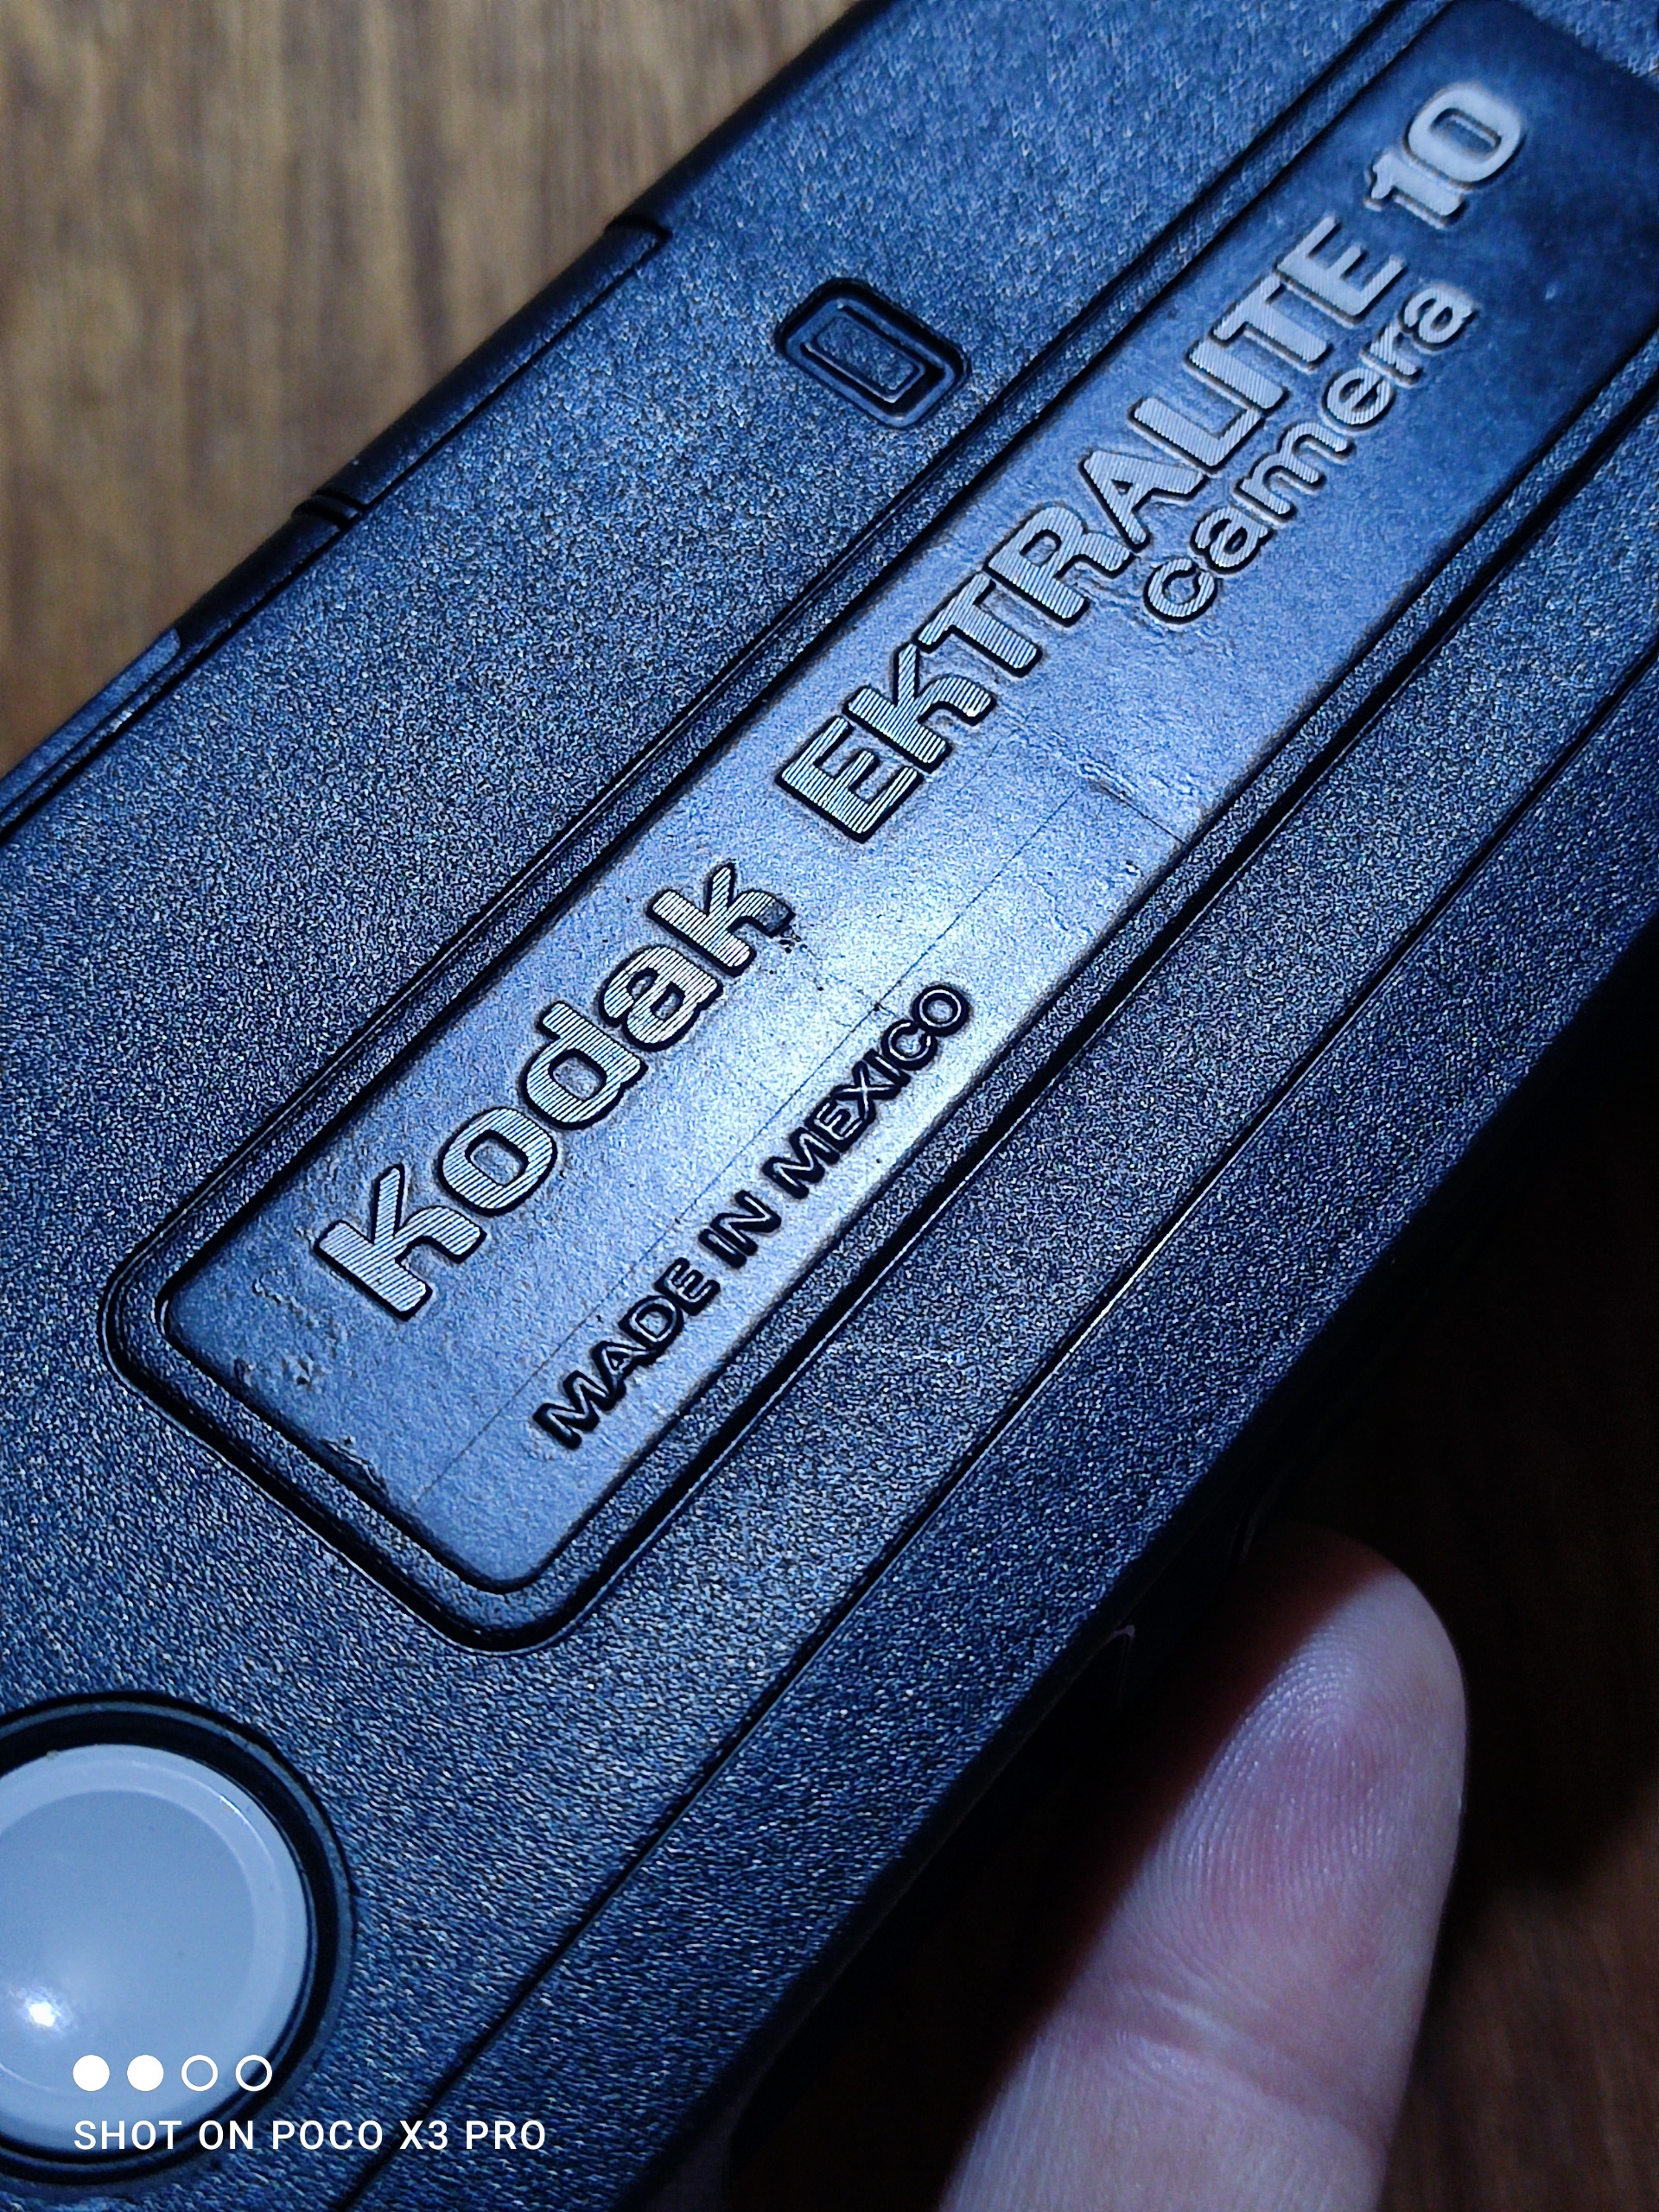 Kodak EKTRALITE 10
camera
MADE IN MEXICO
SHOT ON POCO X3 PRO